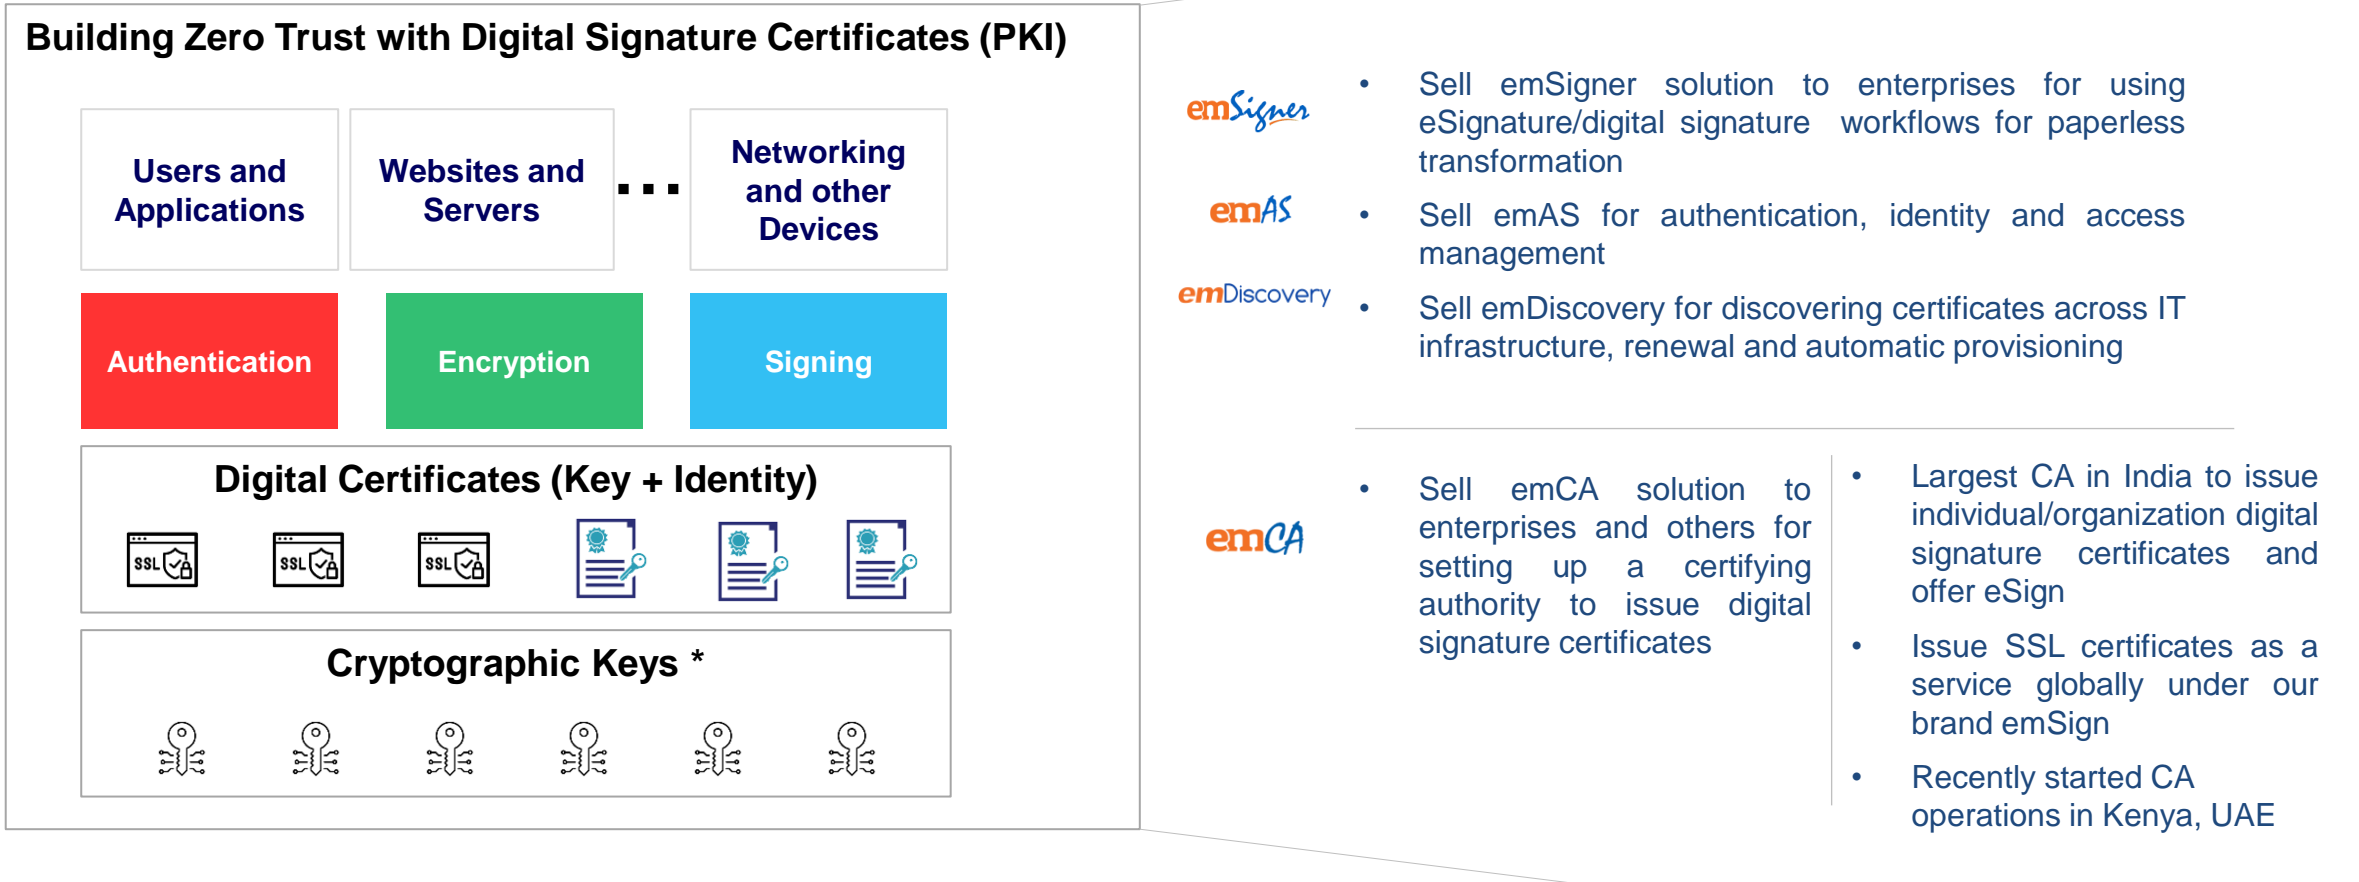 Building Zero Trust with Digital Signature Certificates (PKI)
Users and
Applications
Websites and
Servers
...
Networking
and other
Devices
Authentication
Encryption
Signing
Digital Certificates (Key + Identity)
SSL
SSL
SSL
Cryptographic Keys *
emSigner
• Sell emSigner solution to enterprises for using
eSignature/digital signature workflows for paperless
transformation
emAS
• Sell emAS for authentication, identity and access
management
emDiscovery
• Sell emDiscovery for discovering certificates across IT
infrastructure, renewal and automatic provisioning
emCA
• Sell emCA solution to
enterprises and others for
setting up a certifying
authority to issue digital
signature certificates
• Largest CA in India to issue
individual/organization digital
signature certificates and
offer eSign
• Issue SSL certificates as a
service globally under our
brand emSign
• Recently started CA
operations in Kenya, UAE